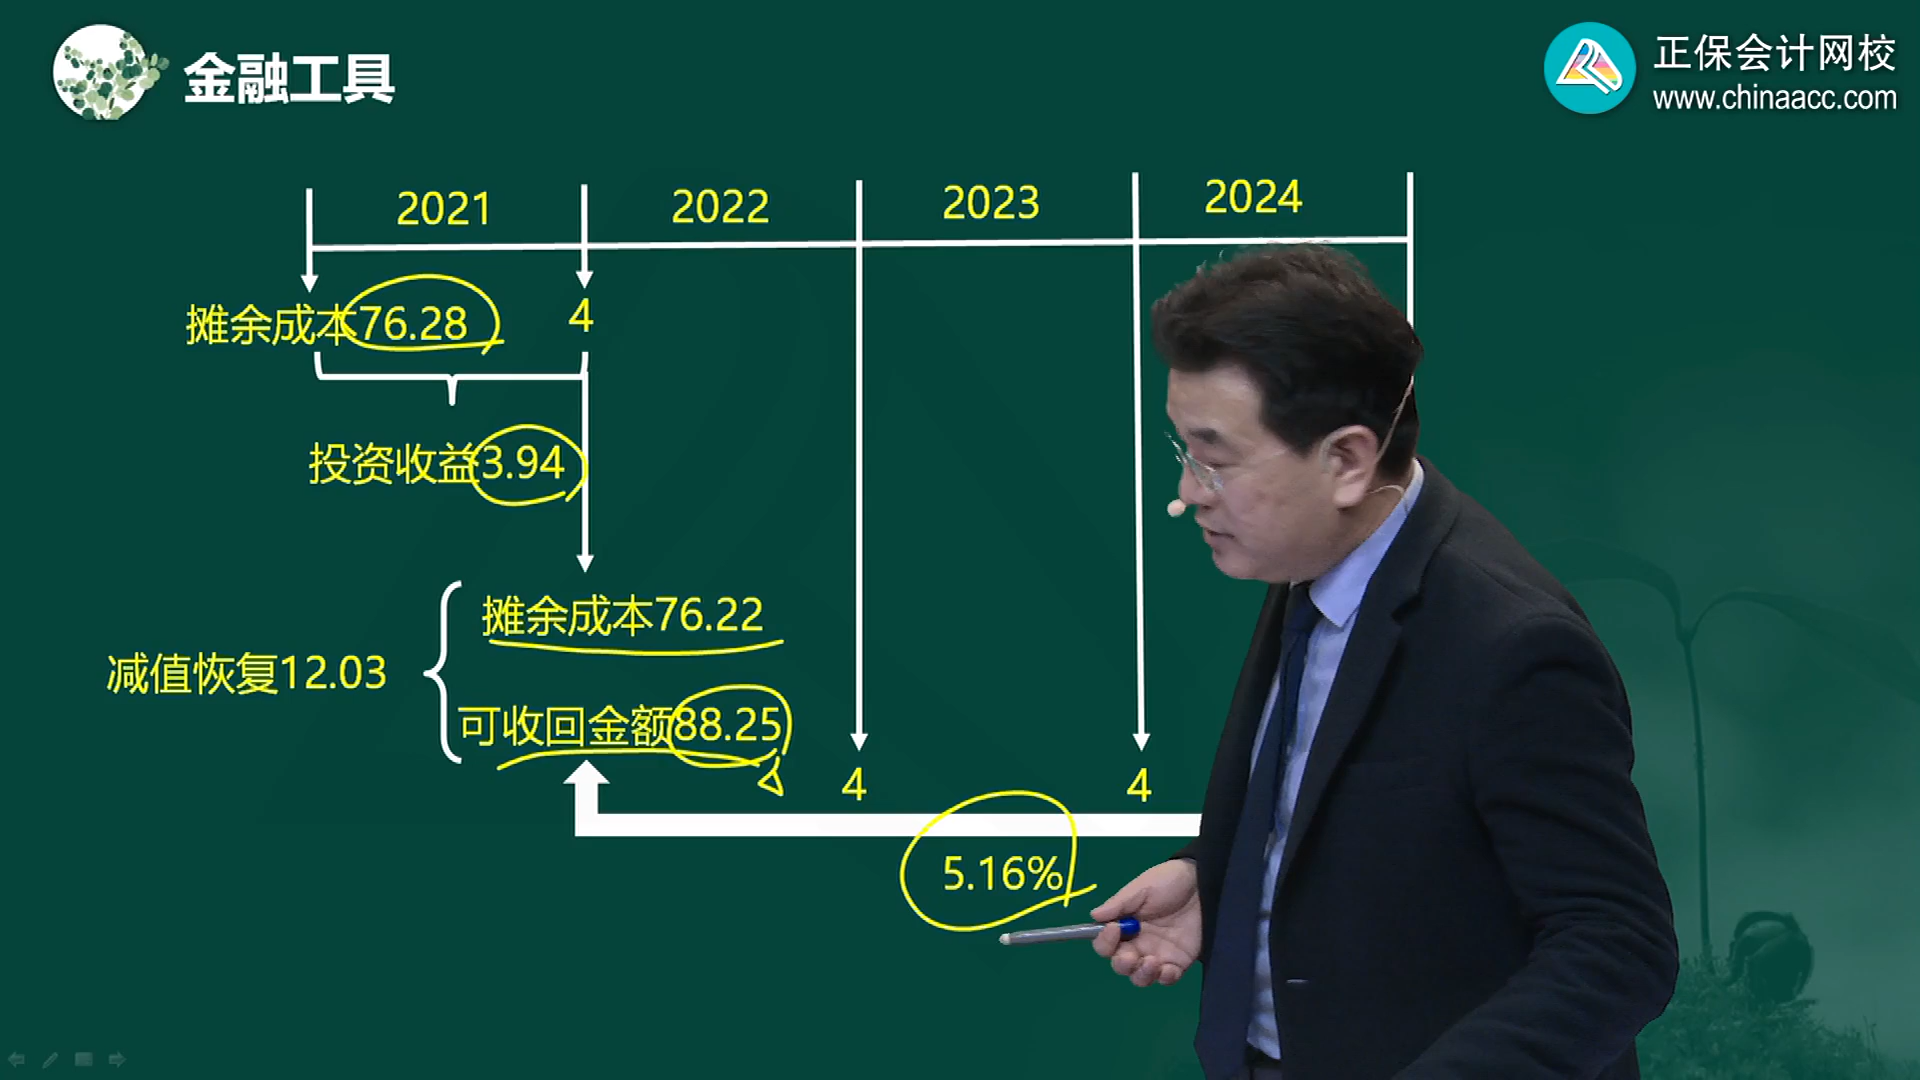 金融工具
正保会计网校
www.chinaacc.com
2021
2022
2023
2024
摊余成本76.28
4
投资收益3.94
摊余成本76.22
减值恢复12.03
可收回金额88.25
4
4
5.16%